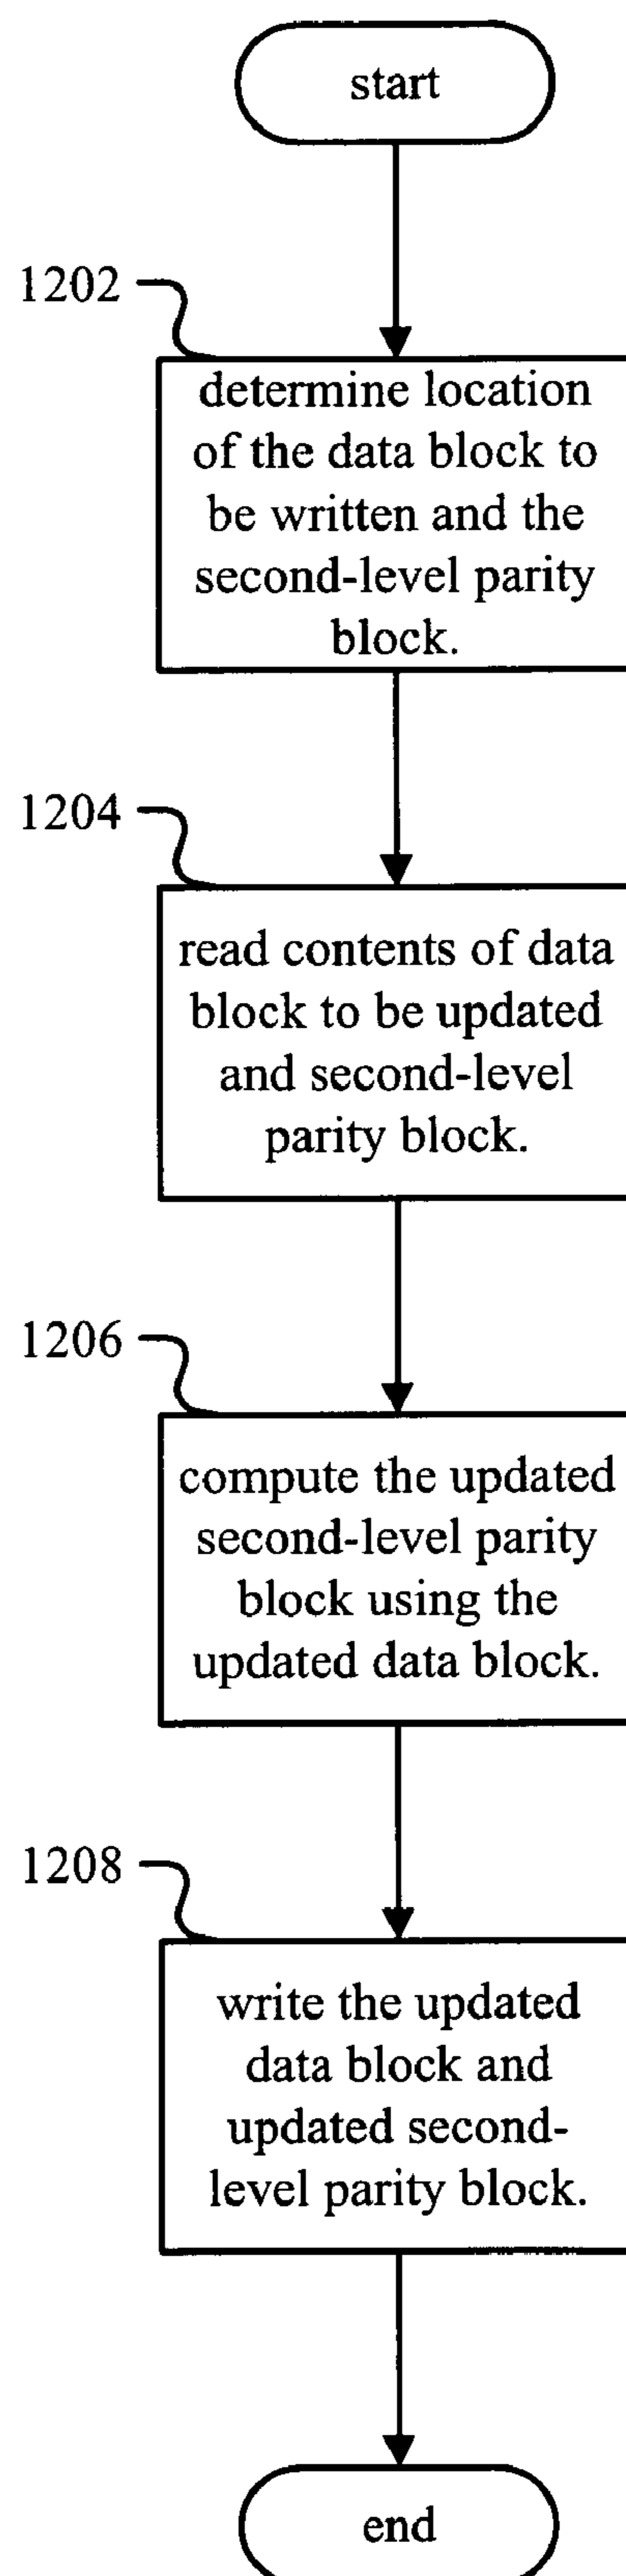 start
1202
determine location
of the data block to
be written and the
second-level parity
block.
1204
read contents of data
block to be updated
and second-level
parity block.
1206
compute the updated
second-level parity
block using the
updated data block.
1208
write the updated
data block and
updated second-
level parity block.
end